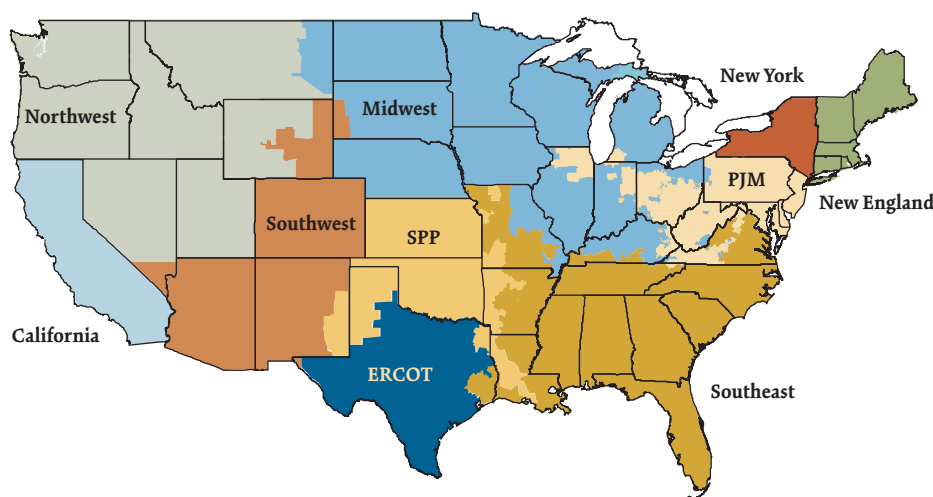 New York
Northwest
Midwest
PJM
New England
Southwest
SPP
California
ERCOT
Southeast